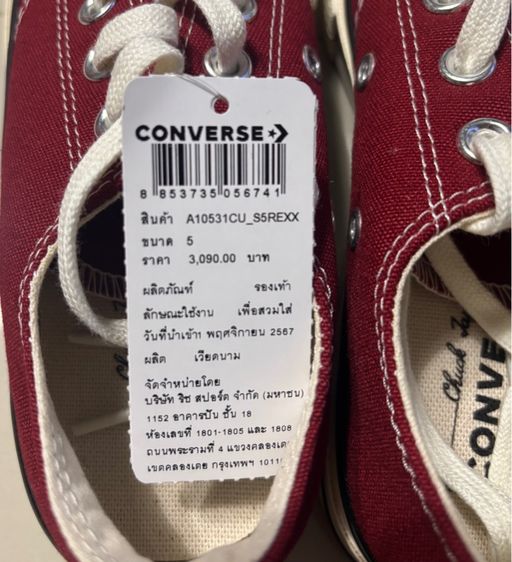 CONVERSE
8 853735 056741
สินค้า A10531CU_S5REXX
ขนาด 5
ราคา 3,090.00 บาท
ผลิตภัณฑ์ รองเท้า
ลักษณะใช้งาน เพื่อสวมใส่
วันที่นำเข้า พฤศจิกายน 2567
ผลิต เวียดนาม
จัดจำหน่ายโดย
บริษัท ริช สปอร์ต จำกัด (มหาชน)
1152 อาคารปัน ชั้น 18
ห้องเลขที่ 1801-1805 และ 1808
ถนนพระรามที่ 4 แขวงคลองเตย
เขตคลองเตย กรุงเทพฯ 10110
Chuck
CONVE